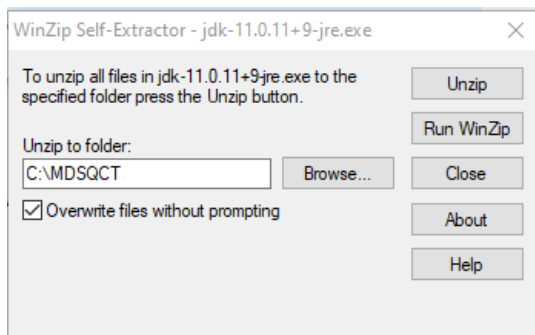 WinZip Self-Extractor - jdk-11.0.11+9-jre.exe
To unzip all files in jdk-11.0.11+9-jre.exe to the
specified folder press the Unzip button.
Unzip to folder:
C:\MDSQCT
Browse...
Overwrite files without prompting
Unzip
Run WinZip
Close
About
Help